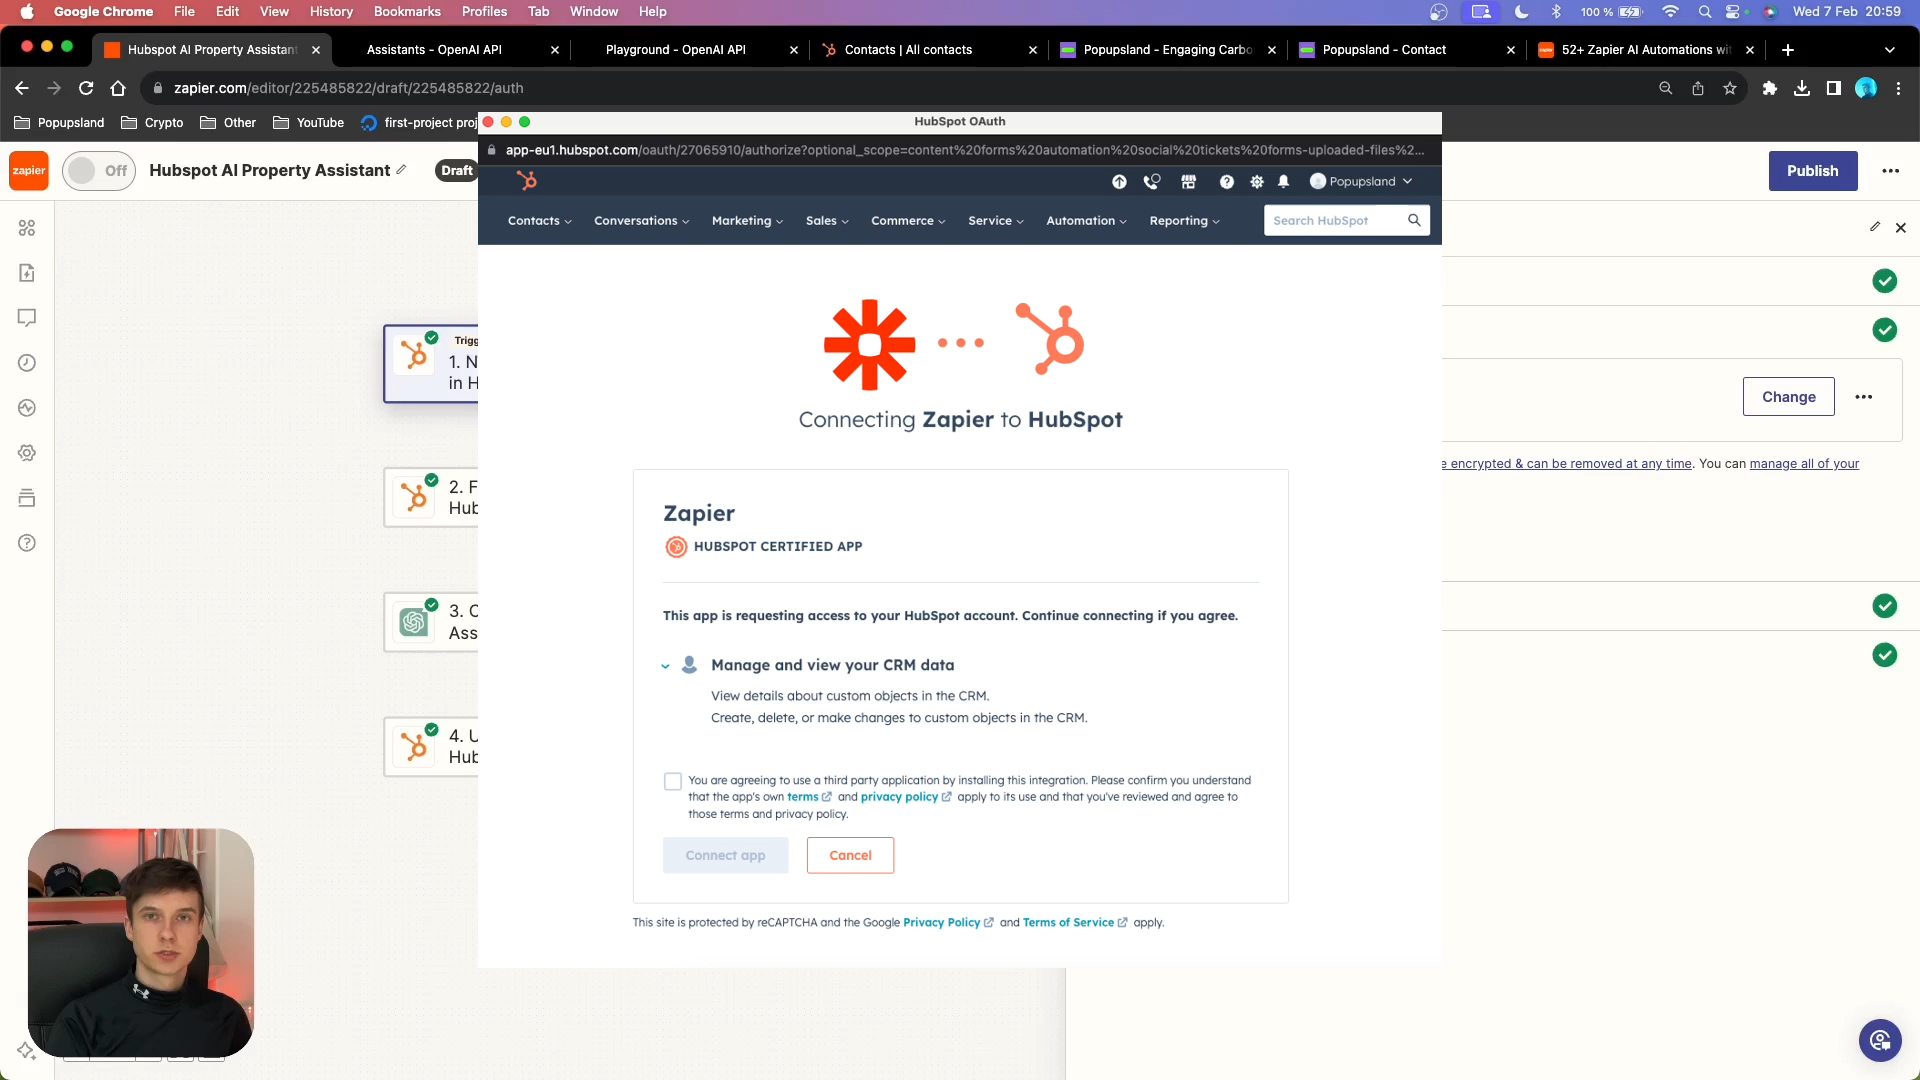 Google Chrome File Edit View History Bookmarks Profiles Tab Window Help 100 % Wed 7 Feb 20:59
Hubspot AI Property Assistant Assistants - OpenAI API Playground - OpenAI API Contacts | All contacts Popupsland - Engaging Carbo Popupsland - Contact 52+ Zapier AI Automations wit
zapier.com/editor/225485822/draft/225485822/auth
Popupsland Crypto Other YouTube first-project proj
HubSpot OAuth
app-eu1.hubspot.com/oauth/27065910/authorize?optional_scope=content%20forms%20automation%20social%20tickets%20forms-uploaded-files%2...
zapier Off Hubspot AI Property Assistant Draft Publish
Popupsland
Contacts Conversations Marketing Sales Commerce Service Automation Reporting Search HubSpot
Trigg
1. N
in H
2. F
Hub
3. C
Ass
4. U
Hub
Connecting Zapier to HubSpot
Change
e encrypted & can be removed at any time. You can manage all of your
Zapier
HUBSPOT CERTIFIED APP
This app is requesting access to your HubSpot account. Continue connecting if you agree.
Manage and view your CRM data
View details about custom objects in the CRM.
Create, delete, or make changes to custom objects in the CRM.
You are agreeing to use a third party application by installing this integration. Please confirm you understand
that the app's own terms and privacy policy apply to its use and that you've reviewed and agree to
those terms and privacy policy.
Connect app Cancel
This site is protected by reCAPTCHA and the Google Privacy Policy and Terms of Service apply.